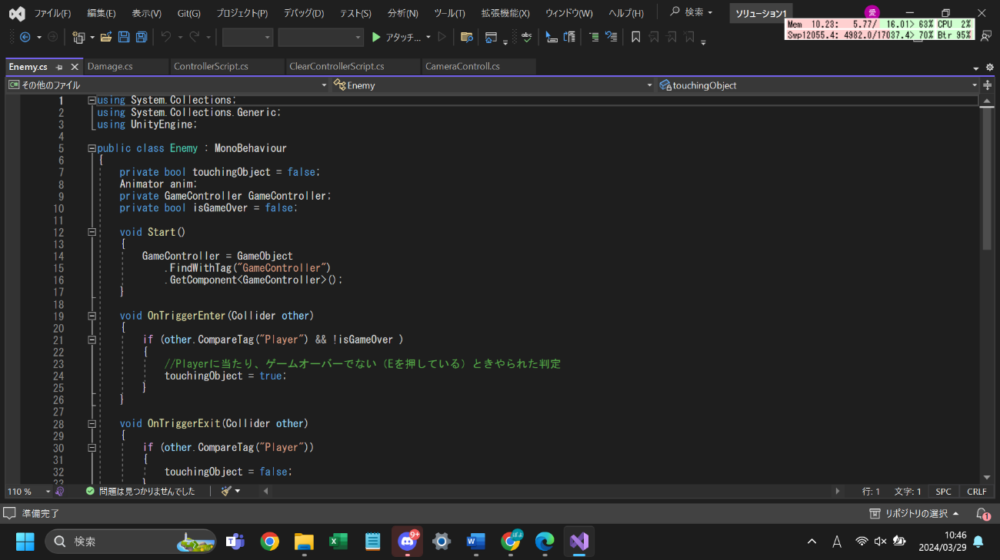 ファイル(F) 編集(E) 表示(V) Git(G) プロジェクト(P) デバッグ(D) テスト(S) 分析(N) ツール(T) 拡張機能(X) ウィンドウ(W) ヘルプ(H) 検索 ソリューション1 愛
Mem 10.23: 5.77/ 16.01> 63% CPU 2%
Swp12055.4: 4982.0/17037.4> 70% Btr 95%
アタッチ...
Enemy.cs Damage.cs ControllerScript.cs ClearControllerScript.cs CameraControll.cs
その他のファイル Enemy touchingObject
1 using System.Collections;
2 using System.Collections.Generic;
3 using UnityEngine;
4
5 public class Enemy : MonoBehaviour
6 {
7 private bool touchingObject = false;
8 Animator anim;
9 private GameController GameController;
10 private bool isGameOver = false;
11
12 void Start()
13 {
14 GameController = GameObject
15 .FindWithTag("GameController")
16 .GetComponent<GameController>();
17 }
18
19 void OnTriggerEnter(Collider other)
20 {
21 if (other.CompareTag("Player") && !isGameOver )
22 {
23 //Playerに当たり、ゲームオーバーでない（Eを押している）ときやられた判定
24 touchingObject = true;
25 }
26 }
27
28 void OnTriggerExit(Collider other)
29 {
30 if (other.CompareTag("Player"))
31 {
32 touchingObject = false;
33 }
110 % 問題は見つかりませんでした 行: 1 文字: 1 SPC CRLF
準備完了 リポジトリの選択 1
検索 9+ ぱよ A 10:46
2024/03/29